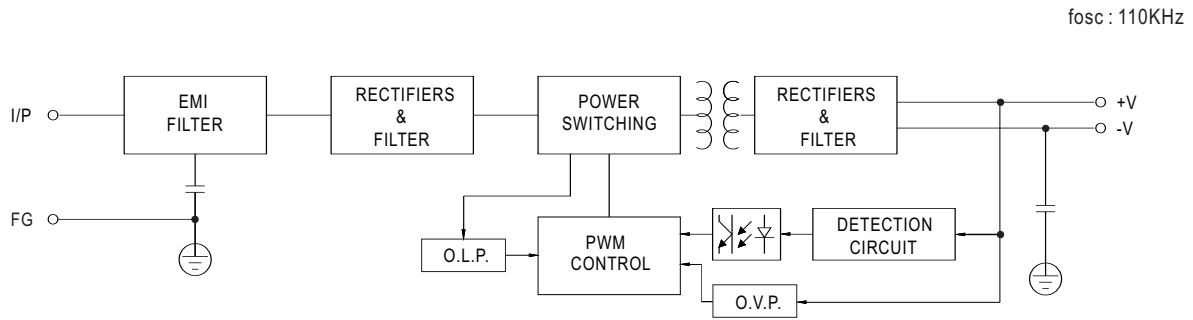 fosc : 110KHz
I/P
EMI
FILTER
RECTIFIERS
&
FILTER
POWER
SWITCHING
RECTIFIERS
&
FILTER
+V
-V
FG
O.L.P.
PWM
CONTROL
DETECTION
CIRCUIT
O.V.P.